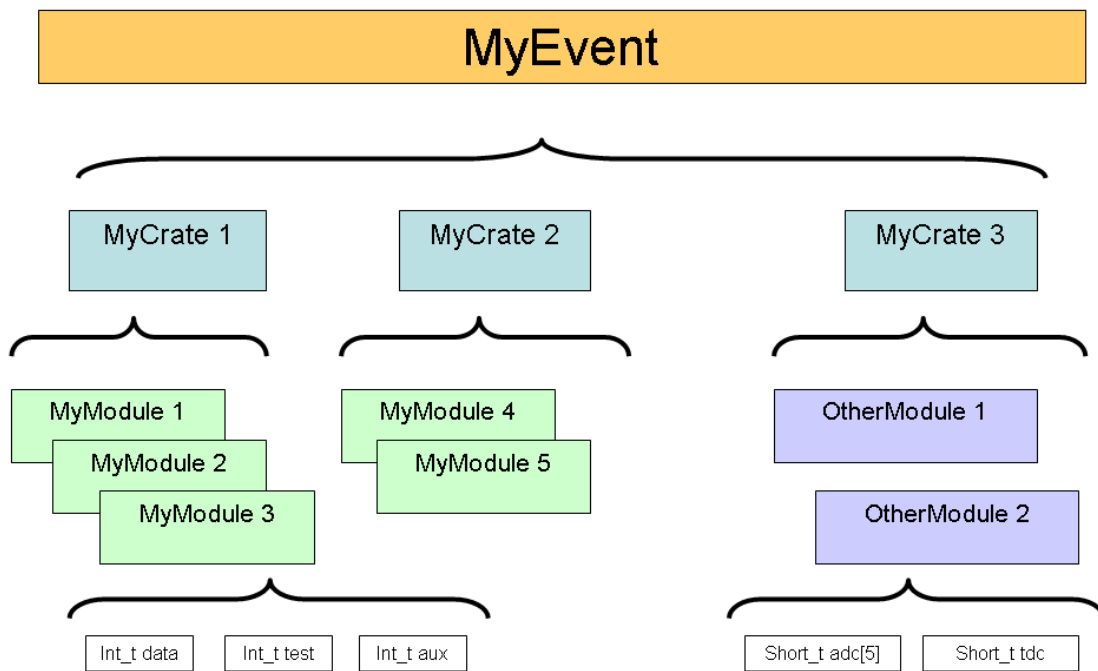 MyEvent
MyCrate 1
MyCrate 2
MyCrate 3
MyModule 1
MyModule 2
MyModule 3
MyModule 4
MyModule 5
OtherModule 1
OtherModule 2
Int_t data
Int_t test
Int_t aux
Short_t adc[5]
Short_t tdc